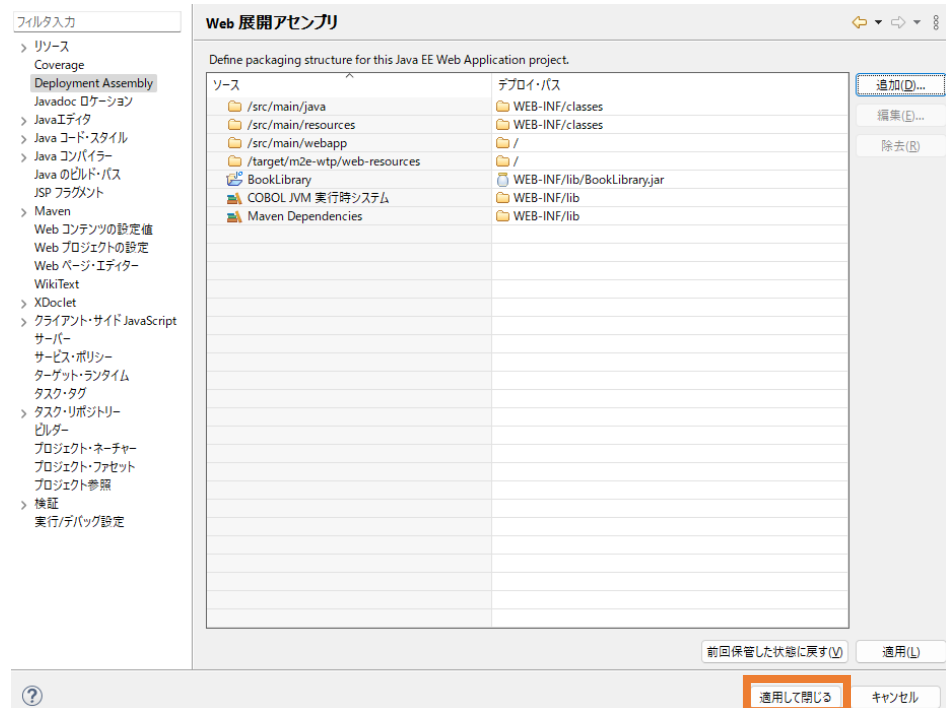 フィルタ入力
リソース
Coverage
Deployment Assembly
Javadoc ロケーション
Javaエディタ
Java コード・スタイル
Java コンパイラー
Java のビルド・パス
JSP フラグメント
Maven
Web コンテンツの設定値
Web プロジェクトの設定
Web ページ・エディター
WikiText
XDoclet
クライアント・サイド JavaScript
サーバー
サービス・ポリシー
ターゲット・ランタイム
タスク・タグ
タスク・リポジトリー
ビルダー
プロジェクト・ネーチャー
プロジェクト・ファセット
プロジェクト参照
検証
実行/デバッグ設定
Web 展開アセンブリ
Define packaging structure for this Java EE Web Application project.
ソース デプロイ・パス
/src/main/java WEB-INF/classes
/src/main/resources WEB-INF/classes
/src/main/webapp /
/target/m2e-wtp/web-resources /
BookLibrary WEB-INF/lib/BookLibrary.jar
COBOL JVM 実行時システム WEB-INF/lib
Maven Dependencies WEB-INF/lib
追加(D)...
編集(E)...
除去(R)
前回保管した状態に戻す(V) 適用(L)
適用して閉じる キャンセル